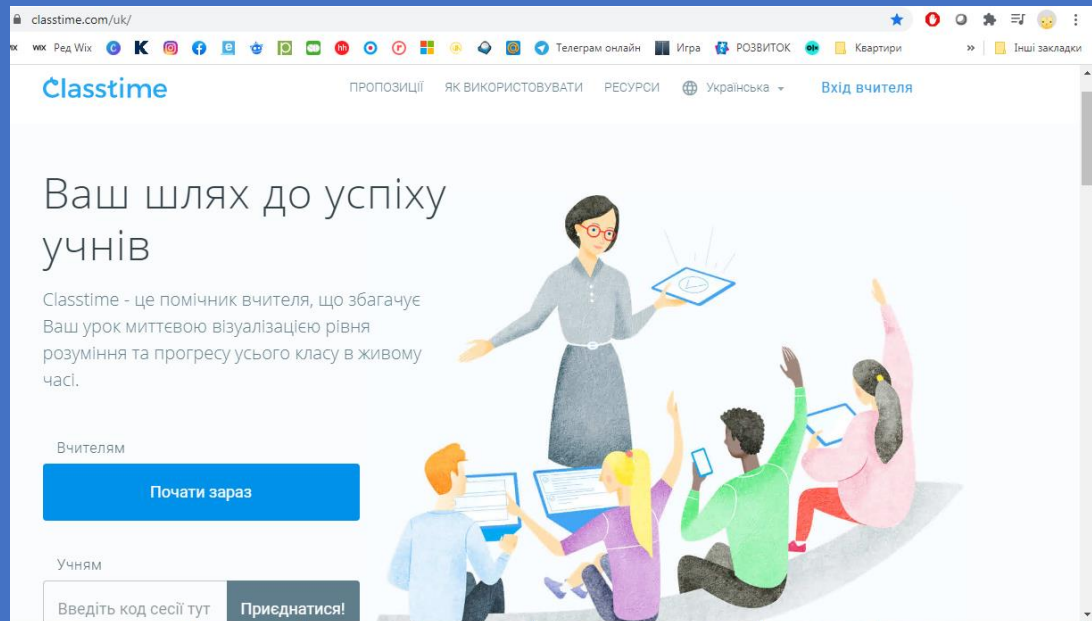 classtime.com/uk/
wix Ред Wix
Телеграм онлайн
Игра
РОЗВИТОК
Квартири
»
Інші закладки
Classtime
ПРОПОЗИЦІЇ
ЯК ВИКОРИСТОВУВАТИ
РЕСУРСИ
Українська
Вхід вчителя
Ваш шлях до успіху
учнів
Classtime - це помічник вчителя, що збагачує
Ваш урок миттєвою візуалізацією рівня
розуміння та прогресу усього класу в живому
часі.
Вчителям
Почати зараз
Учням
Введіть код сесії тут
Приєднатися!